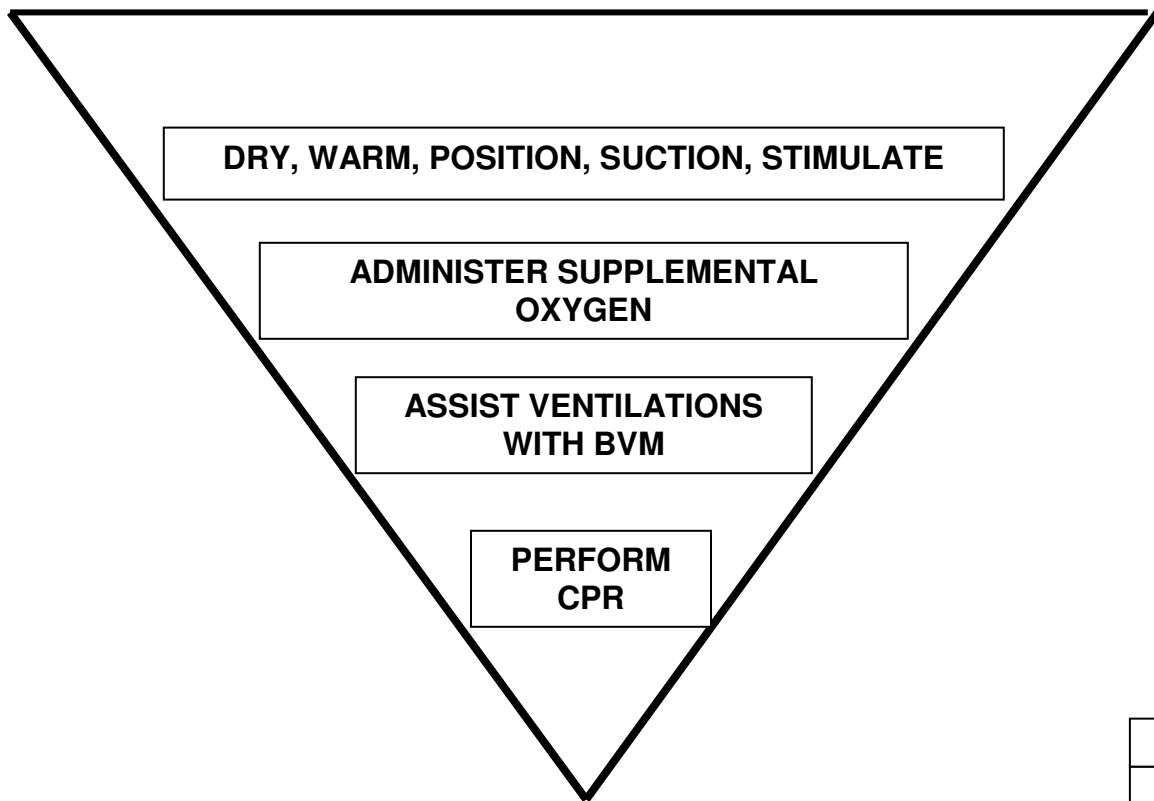 DRY, WARM, POSITION, SUCTION, STIMULATE
ADMINISTER SUPPLEMENTAL
OXYGEN
ASSIST VENTILATIONS
WITH BVM
PERFORM
CPR